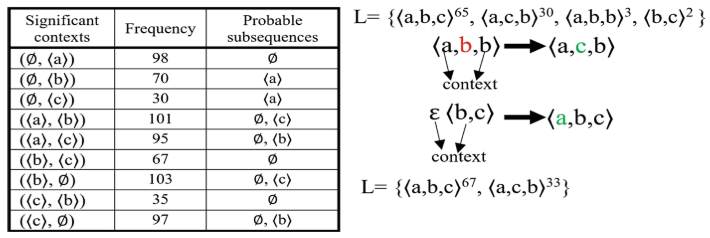 Significant contexts | Frequency | Probable subsequences
(Ø, ⟨a⟩) | 98 | Ø
(Ø, ⟨b⟩) | 70 | ⟨a⟩
(Ø, ⟨c⟩) | 30 | ⟨a⟩
(⟨a⟩, ⟨b⟩) | 101 | Ø, ⟨c⟩
(⟨a⟩, ⟨c⟩) | 95 | Ø, ⟨b⟩
(⟨b⟩, ⟨c⟩) | 67 | Ø
(⟨b⟩, Ø) | 103 | Ø, ⟨c⟩
(⟨c⟩, ⟨b⟩) | 35 | Ø
(⟨c⟩, Ø) | 97 | Ø, ⟨b⟩
L= {⟨a,b,c⟩⁶⁵, ⟨a,c,b⟩³⁰, ⟨a,b,b⟩³, ⟨b,c⟩² }
⟨a,b,b⟩ → ⟨a,c,b⟩
context
ε ⟨b,c⟩ → ⟨a,b,c⟩
context
L= {⟨a,b,c⟩⁶⁷, ⟨a,c,b⟩³³}